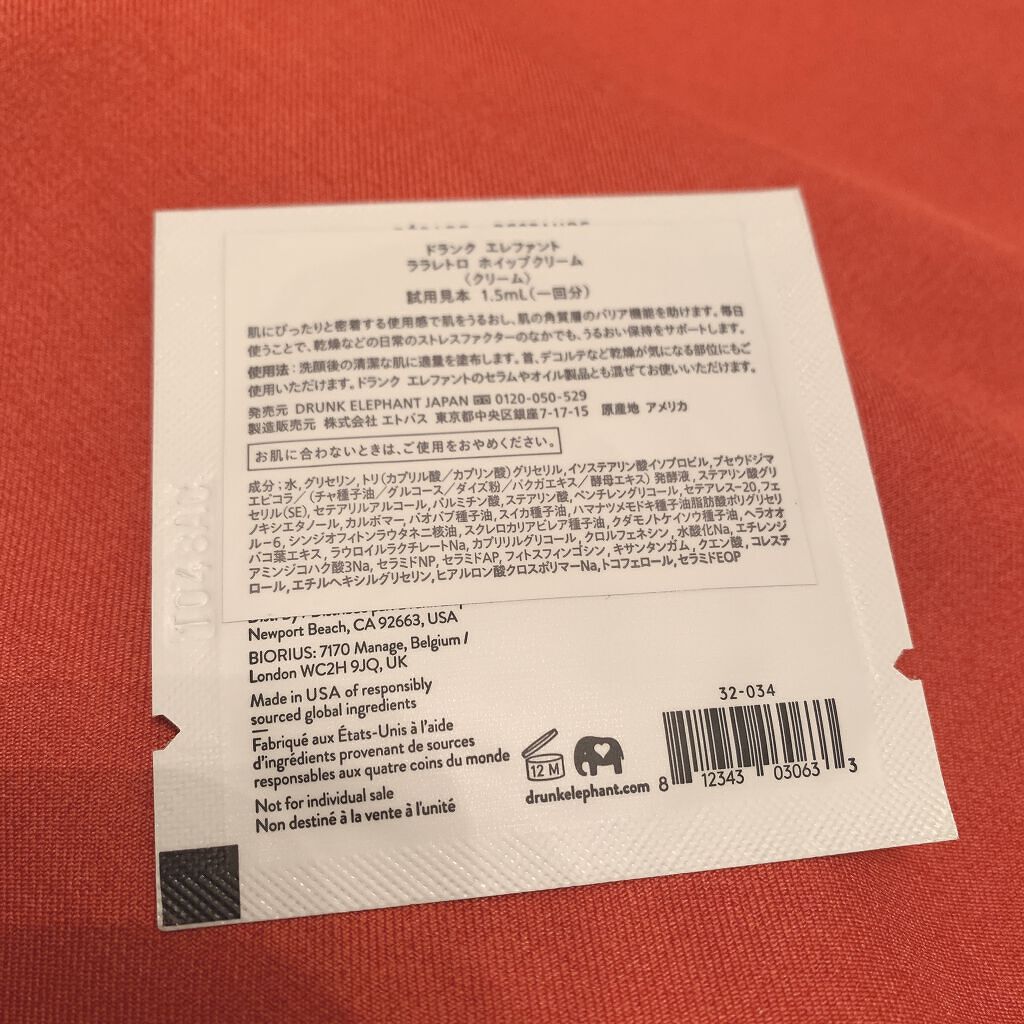 ドランク エレファント
ララレトロ ホイップクリーム
(クリーム)
試用見本 1.5mL(一回分)
肌にぴったりと密着する使用感で肌をうるおし、肌の角質層のバリア機能を助けます。毎日
使うことで、乾燥などの日常のストレスファクターのなかでも、うるおい保持をサポートします。
使用法：洗顔後の清潔な肌に適量を塗布します。首、デコルテなど乾燥が気になる部位にもご
使用いただけます。ドランク エレファントのセラムやオイル製品とも混ぜてお使いいただけます。
発売元 DRUNK ELEPHANT JAPAN 0120-050-529
製造販売元 株式会社 エトバス 東京都中央区銀座7-17-15 原産地 アメリカ
お肌に合わないときは、ご使用をおやめください。
成分；水, グリセリン, トリ(カプリル酸／カプリン酸)グリセリル, イソステアリン酸イソプロピル, プセウドジマ
エピコラ／(チャ種子油／グルコース／ダイズ粉／バクガエキス／酵母エキス) 発酵液, ステアリン酸グリ
セリル(SE), セテアリルアルコール, パルミチン酸, ステアリン酸, ペンチレングリコール, セテアレス-20, フェ
ノキシエタノール, カルボマー, バオバブ種子油, スイカ種子油, ハマナツメモドキ種子油脂肪酸ポリグリセリ
ル-6, シンジオフィトンラウタネニ核油, スクレロカリアビレア種子油, クダモノトケイソウ種子油, ヘラオオ
バコ葉エキス, ラウロイルラクチレートNa, カプリリルグリコール, クロルフェネシン, 水酸化Na, エチレンジ
アミンジコハク酸3Na, セラミドNP, セラミドAP, フィトスフィンゴシン, キサンタンガム, クエン酸, コレステ
ロール, エチルヘキシルグリセリン, ヒアルロン酸クロスポリマーNa, トコフェロール, セラミドEOP
Newport Beach, CA 92663, USA
BIORIUS: 7170 Manage, Belgium /
London WC2H 9JQ, UK
Made in USA of responsibly
sourced global ingredients
Fabriqué aux États-Unis à l'aide
d'ingrédients provenant de sources
responsables aux quatre coins du monde
Not for individual sale
Non destiné à la vente à l'unité
12 M
drunkelephant.com
32-034
8 12343 03063 3